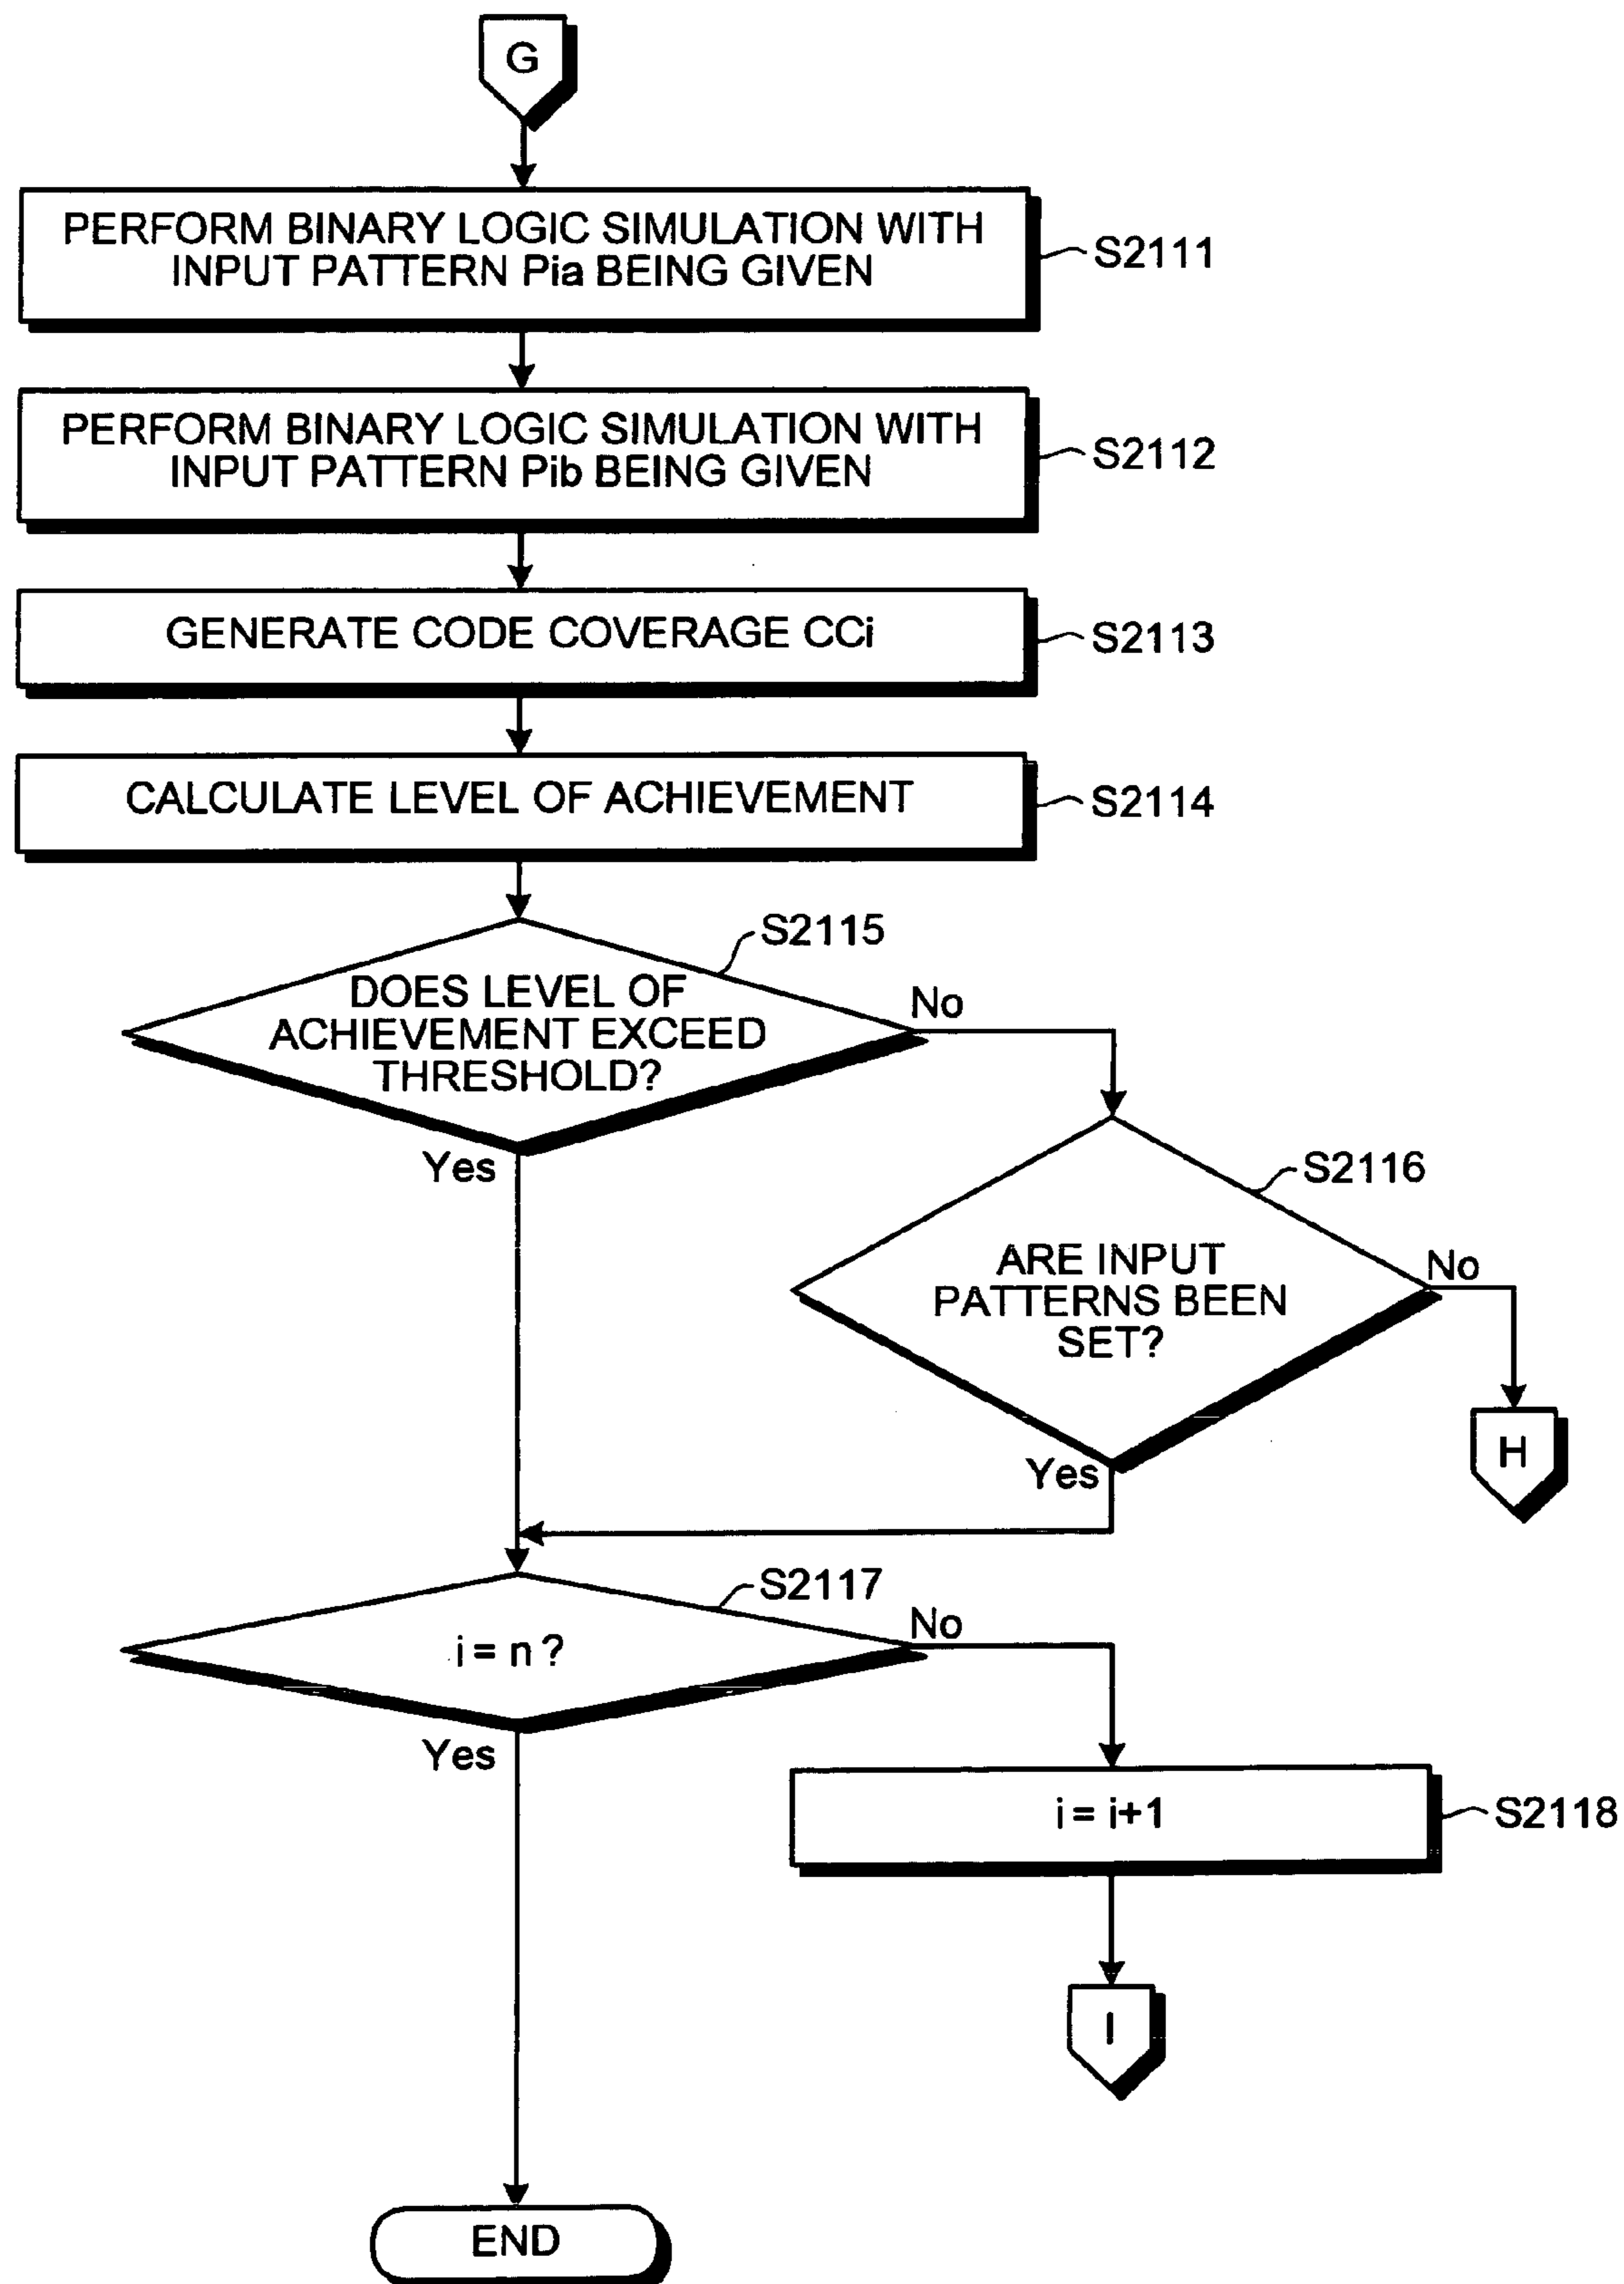 G
PERFORM BINARY LOGIC SIMULATION WITH
INPUT PATTERN Pia BEING GIVEN
S2111
PERFORM BINARY LOGIC SIMULATION WITH
INPUT PATTERN Pib BEING GIVEN
S2112
GENERATE CODE COVERAGE CCi
S2113
CALCULATE LEVEL OF ACHIEVEMENT
S2114
S2115
DOES LEVEL OF
ACHIEVEMENT EXCEED
THRESHOLD?
No
Yes
S2116
ARE INPUT
PATTERNS BEEN
SET?
No
H
Yes
S2117
i = n ?
No
Yes
i = i+1
S2118
I
END